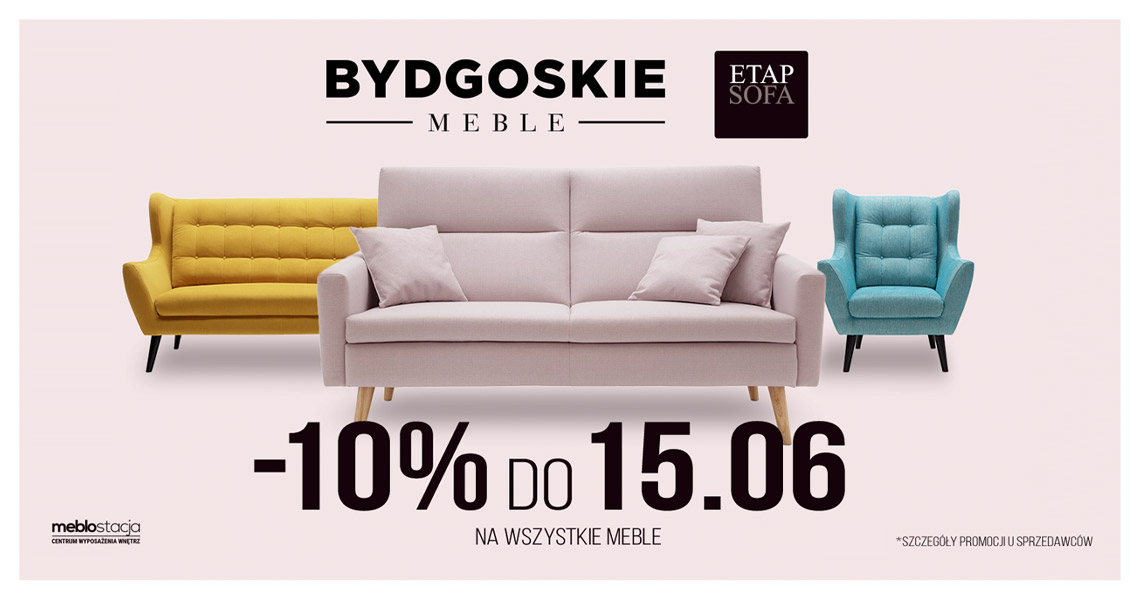 BYDGOSKIE
MEBLE
ETAP
SOFA
-10% DO 15.06
NA WSZYSTKIE MEBLE
meblostacja
CENTRUM WYPOSAŻENIA WNĘTRZ
*SZCZEGÓŁY PROMOCJI U SPRZEDAWCÓW